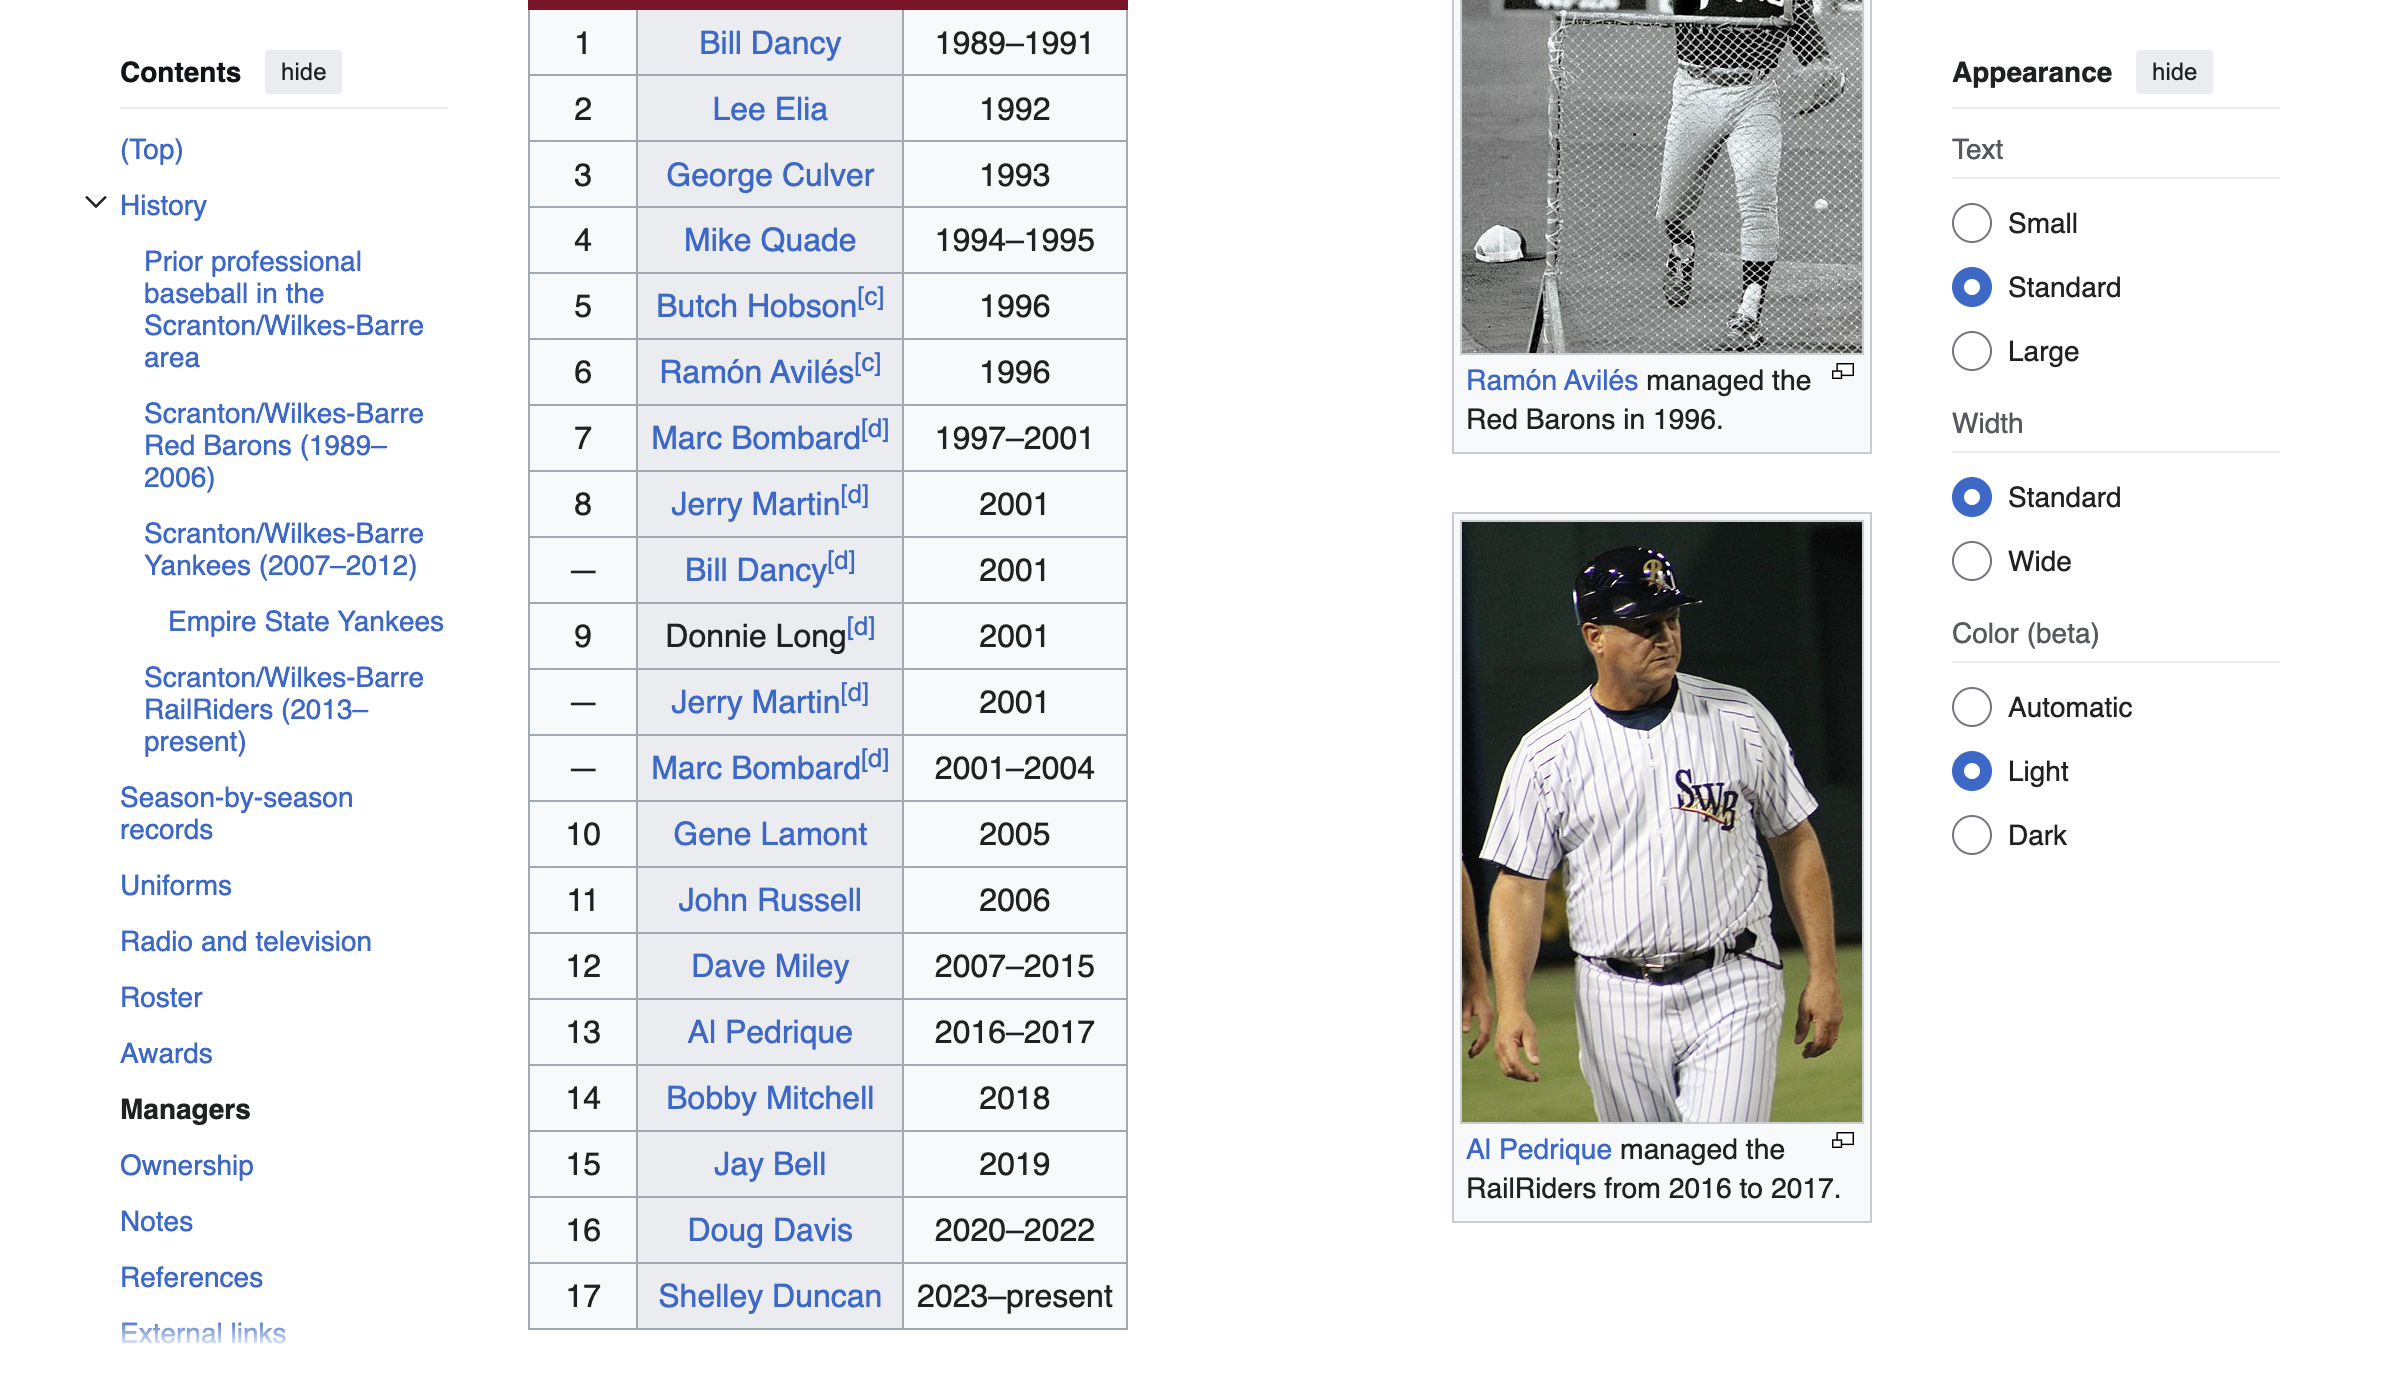 Contents hide
(Top)
History
Prior professional
baseball in the
Scranton/Wilkes-Barre
area
Scranton/Wilkes-Barre
Red Barons (1989–
2006)
Scranton/Wilkes-Barre
Yankees (2007–2012)
Empire State Yankees
Scranton/Wilkes-Barre
RailRiders (2013–
present)
Season-by-season
records
Uniforms
Radio and television
Roster
Awards
Managers
Ownership
Notes
References
External links
1 Bill Dancy 1989–1991
2 Lee Elia 1992
3 George Culver 1993
4 Mike Quade 1994–1995
5 Butch Hobson[c] 1996
6 Ramón Avilés[c] 1996
7 Marc Bombard[d] 1997–2001
8 Jerry Martin[d] 2001
— Bill Dancy[d] 2001
9 Donnie Long[d] 2001
— Jerry Martin[d] 2001
— Marc Bombard[d] 2001–2004
10 Gene Lamont 2005
11 John Russell 2006
12 Dave Miley 2007–2015
13 Al Pedrique 2016–2017
14 Bobby Mitchell 2018
15 Jay Bell 2019
16 Doug Davis 2020–2022
17 Shelley Duncan 2023–present
Ramón Avilés managed the
Red Barons in 1996.
R
SWB
Al Pedrique managed the
RailRiders from 2016 to 2017.
Appearance hide
Text
Small
Standard
Large
Width
Standard
Wide
Color (beta)
Automatic
Light
Dark